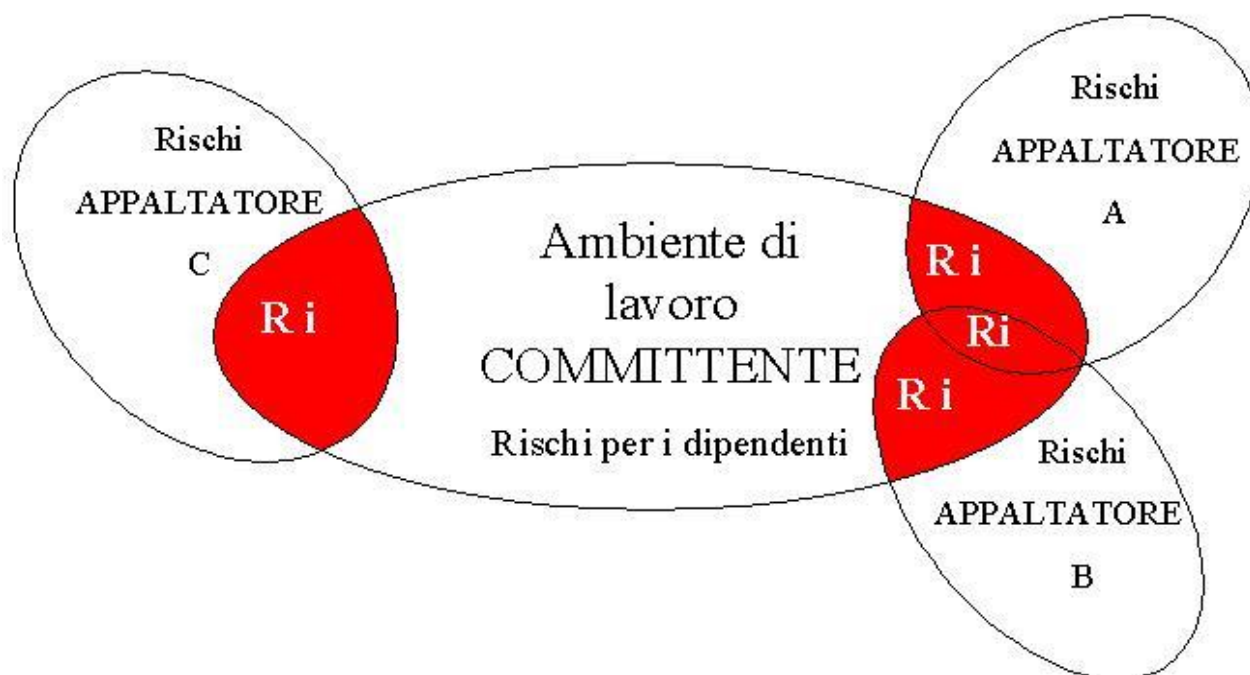 Rischi
APPALTATORE
C
R i
Ambiente di
lavoro
COMMITTENTE
Rischi per i dipendenti
Rischi
APPALTATORE
A
R i
Ri
R i
Rischi
APPALTATORE
B